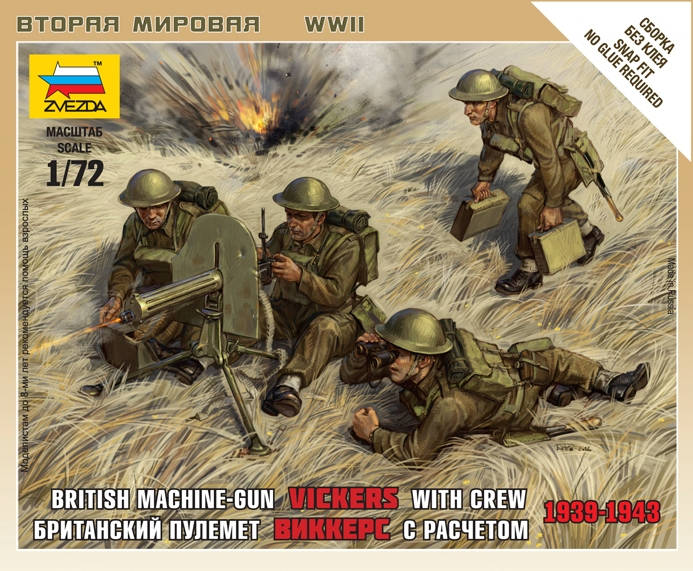 ВТОРАЯ МИРОВАЯ WWII
СБОРКА
БЕЗ КЛЕЯ
SNAP FIT
NO GLUE REQUIRED
™
ZVEZDA
МАСШТАБ
SCALE
1/72
Моделистам до 8-ми лет рекомендуется помощь взрослых
Made in Russia
BRITISH MACHINE-GUN VICKERS WITH CREW
БРИТАНСКИЙ ПУЛЕМЕТ ВИККЕРС С РАСЧЕТОМ
1939-1943